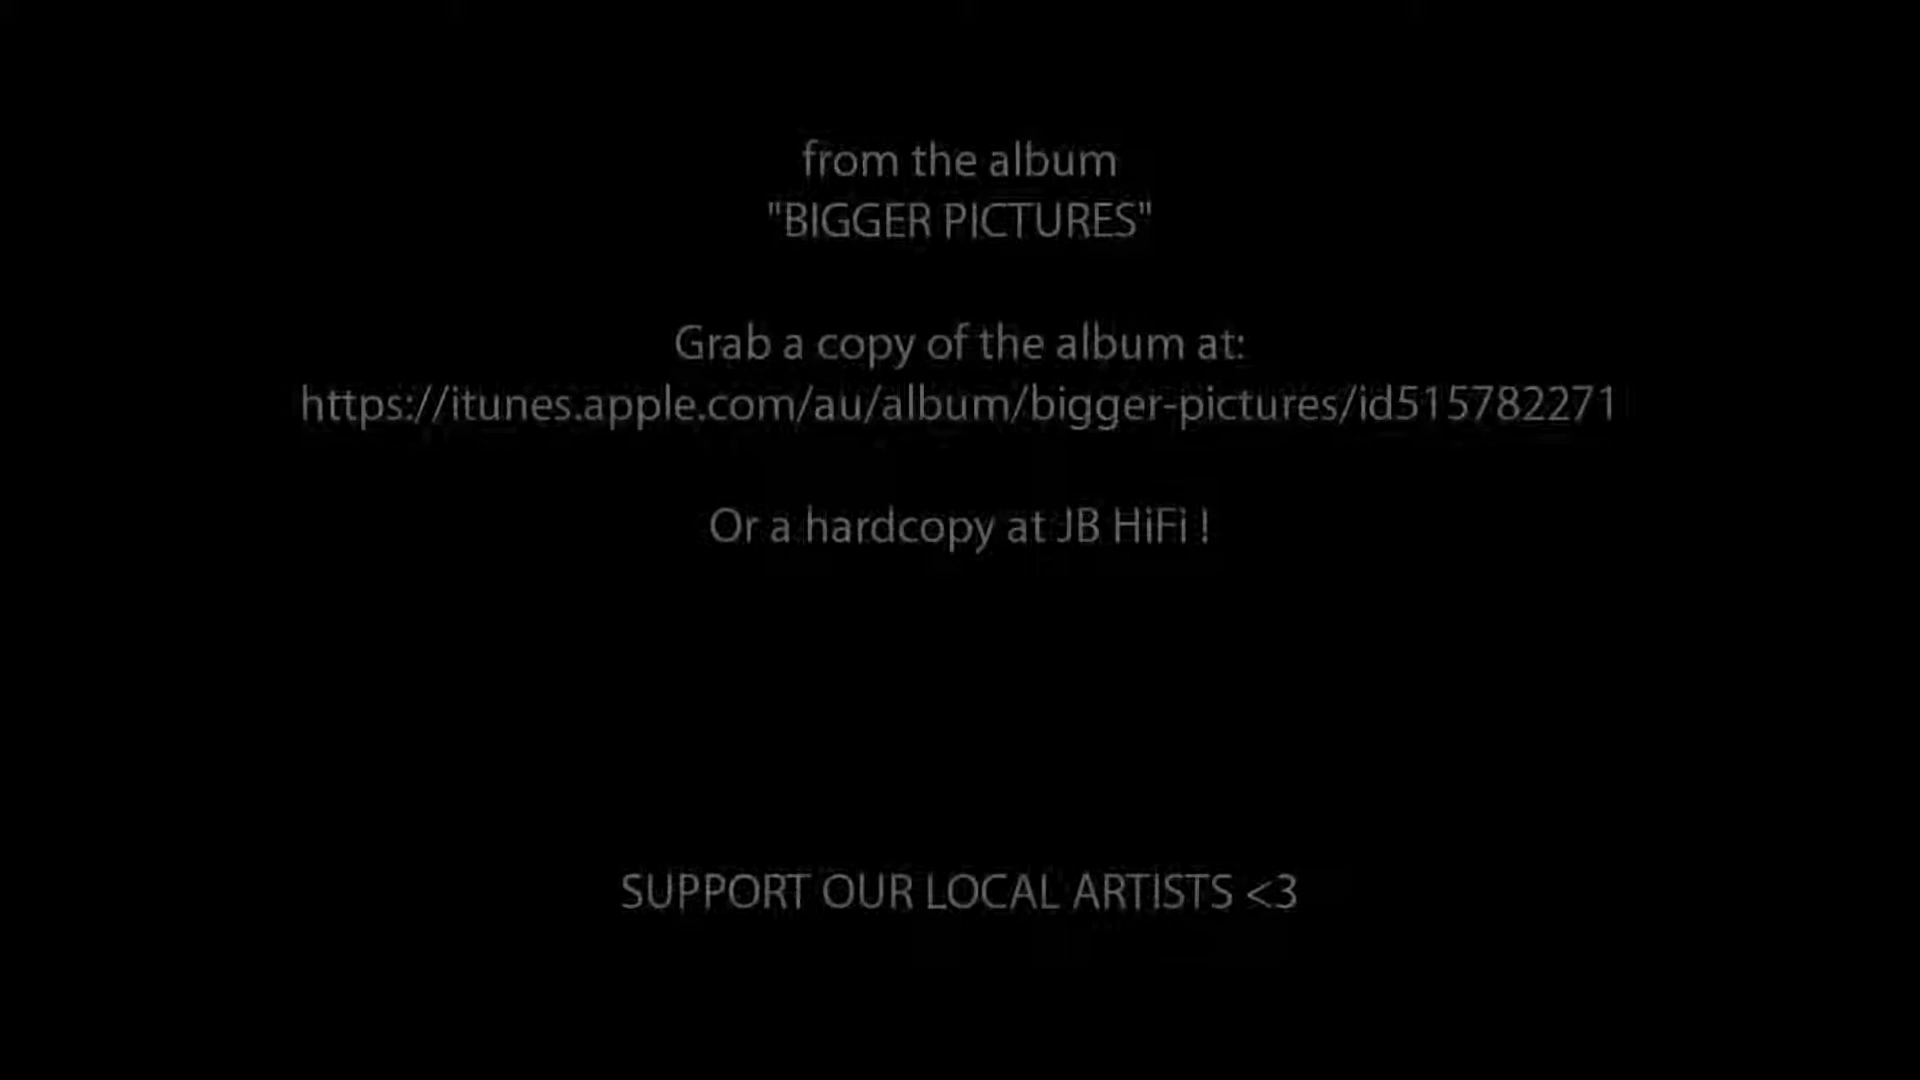 from the album
"BIGGER PICTURES"
Grab a copy of the album at:
https://itunes.apple.com/au/album/bigger-pictures/id515782271
Or a hardcopy at JB HiFi !
SUPPORT OUR LOCAL ARTISTS <3